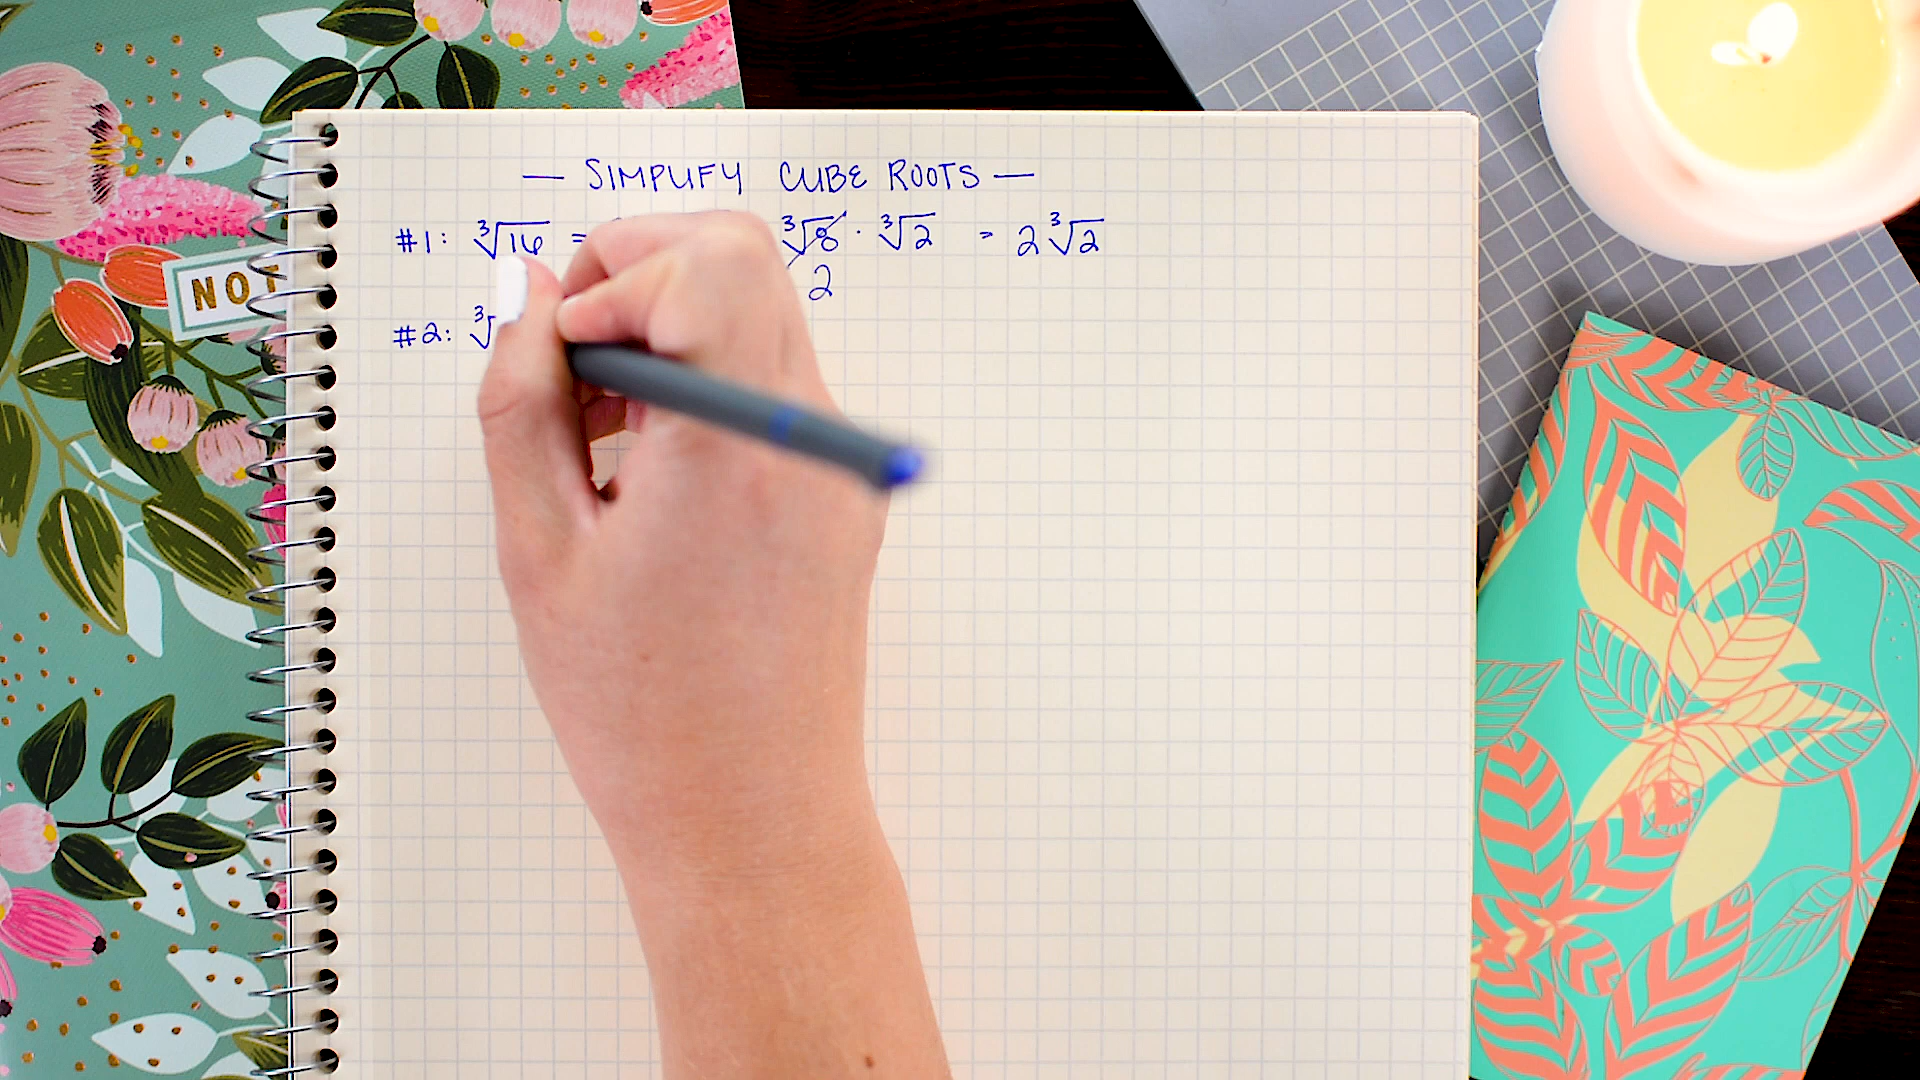 — SIMPLIFY CUBE ROOTS —
#1: ∛16 = ∛8 · ∛2 = 2∛2
2
#2: ∛
NOT